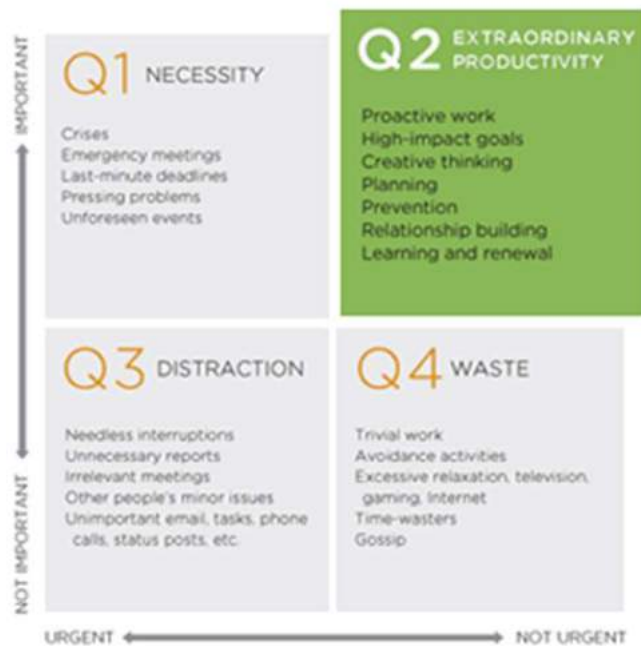 IMPORTANT
Q1 NECESSITY
Crises
Emergency meetings
Last-minute deadlines
Pressing problems
Unforeseen events
Q2 EXTRAORDINARY
PRODUCTIVITY
Proactive work
High-impact goals
Creative thinking
Planning
Prevention
Relationship building
Learning and renewal
NOT IMPORTANT
Q3 DISTRACTION
Needless interruptions
Unnecessary reports
Irrelevant meetings
Other people's minor issues
Unimportant email, tasks, phone
calls, status posts, etc.
Q4 WASTE
Trivial work
Avoidance activities
Excessive relaxation, television,
gaming, Internet
Time-wasters
Gossip
URGENT
NOT URGENT